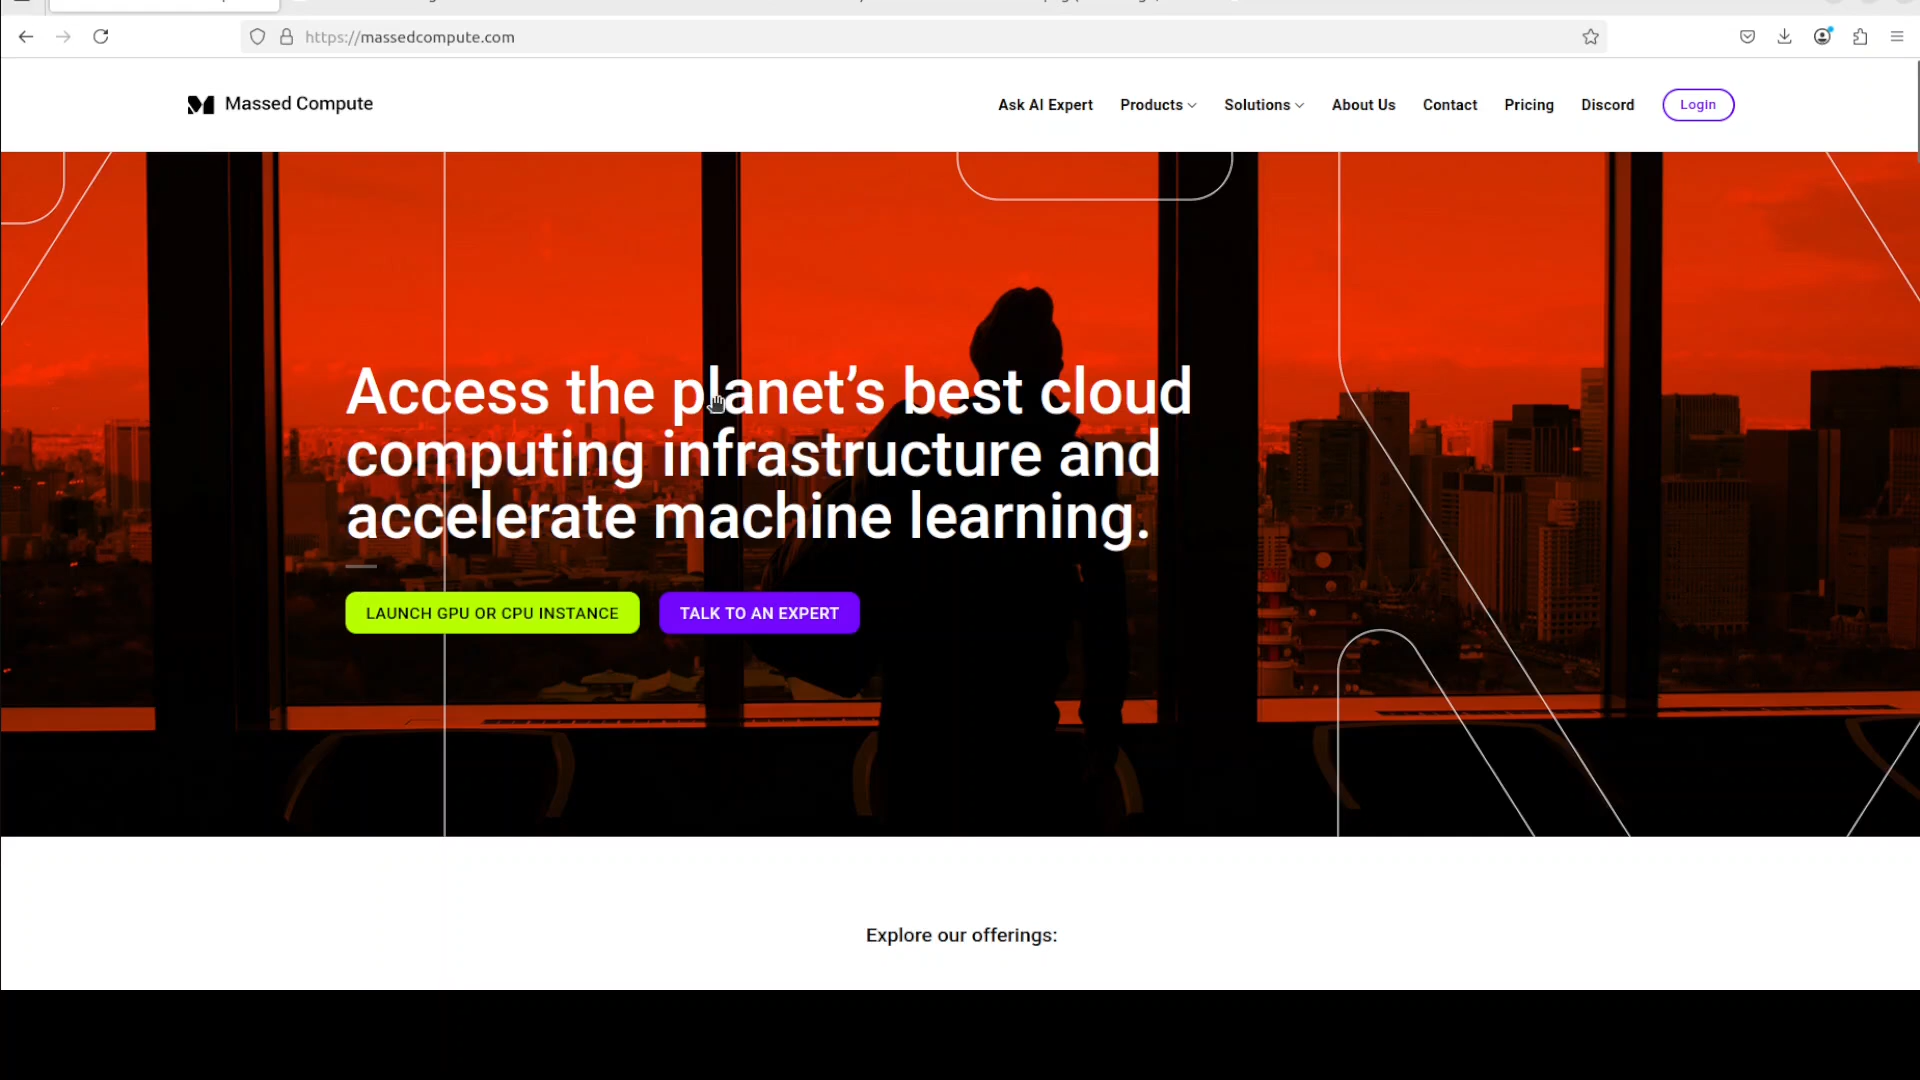 https://massedcompute.com
Massed Compute
Ask AI Expert
Products
Solutions
About Us
Contact
Pricing
Discord
Login
Access the planet’s best cloud
computing infrastructure and
accelerate machine learning.
LAUNCH GPU OR CPU INSTANCE
TALK TO AN EXPERT
Explore our offerings: